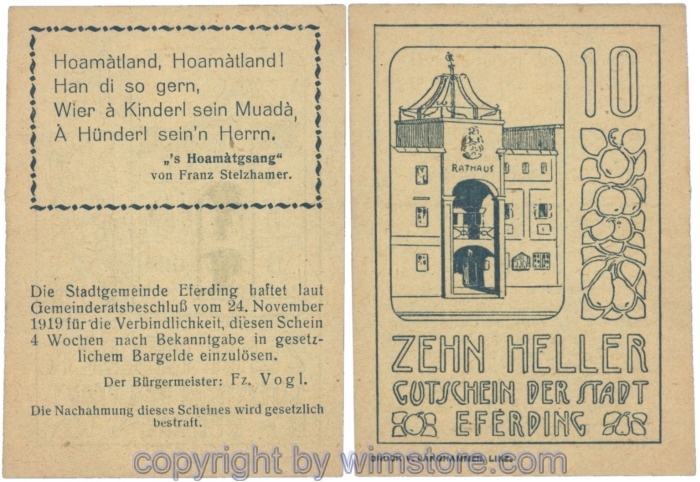 Hoamàtland, Hoamàtland!
Han di so gern,
Wier à Kinderl sein Muadà,
À Hünderl sein'n Herrn.
„'s Hoamàtgsang"
von Franz Stelzhamer.
Die Stadtgemeinde Eferding haftet laut
Gemeinderatsbeschluß vom 24. November
1919 für die Verbindlichkeit, diesen Schein
4 Wochen nach Bekanntgabe in gesetz-
lichem Bargelde einzulösen.
Der Bürgermeister: Fz. Vogl.
Die Nachahmung dieses Scheines wird gesetzlich
bestraft.
10
RATHAUS
ZEHN HELLER
GUTSCHEIN DER STADT
EFERDING
DRUCK
copyright by wimstore.com